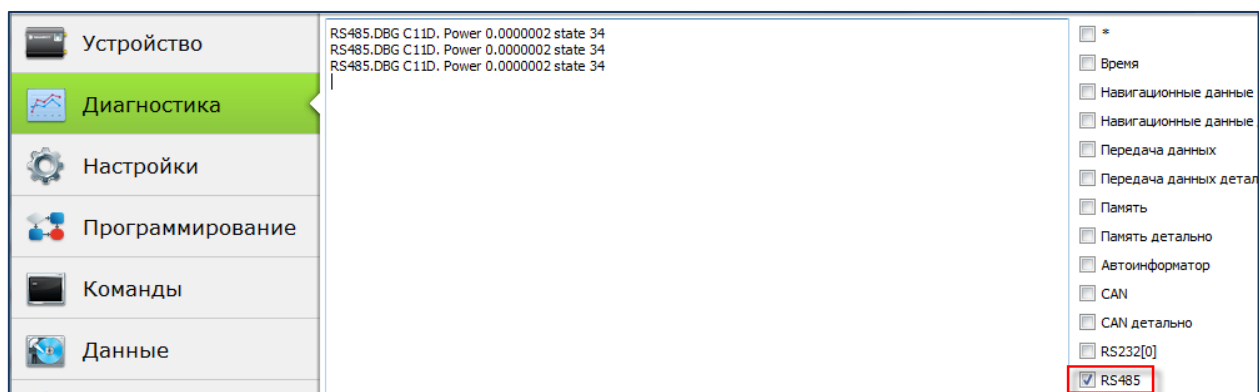 Устройство
Диагностика
Настройки
Программирование
Команды
Данные
RS485.DBG C11D. Power 0.0000002 state 34
RS485.DBG C11D. Power 0.0000002 state 34
RS485.DBG C11D. Power 0.0000002 state 34
*
Время
Навигационные данные
Навигационные данные
Передача данных
Передача данных детал
Память
Память детально
Автоинформатор
CAN
CAN детально
RS232[0]
RS485